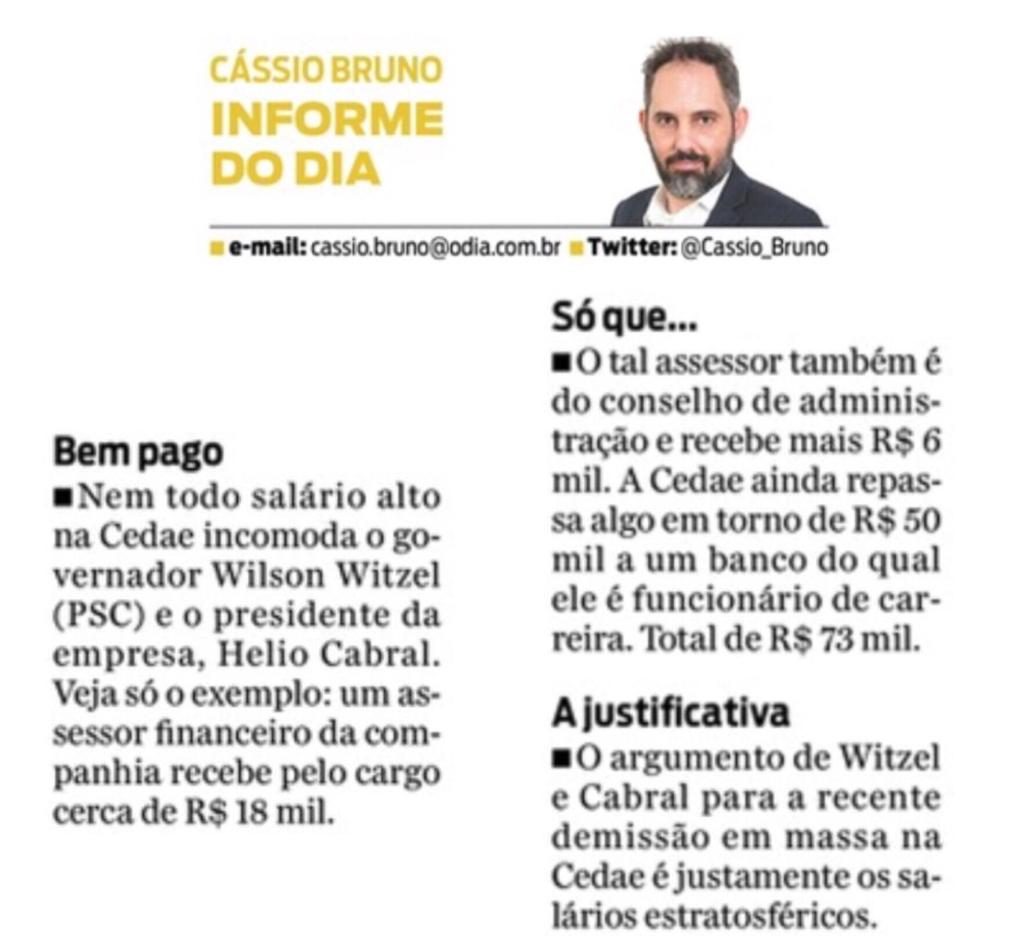 CÁSSIO BRUNO
INFORME
DO DIA
e-mail: cassio.bruno@odia.com.br Twitter: @Cassio_Bruno
Bem pago
■Nem todo salário alto
na Cedae incomoda o go-
vernador Wilson Witzel
(PSC) e o presidente da
empresa, Helio Cabral.
Veja só o exemplo: um as-
sessor financeiro da com-
panhia recebe pelo cargo
cerca de R$ 18 mil.
Só que...
■O tal assessor também é
do conselho de adminis-
tração e recebe mais R$ 6
mil. A Cedae ainda repas-
sa algo em torno de R$ 50
mil a um banco do qual
ele é funcionário de car-
reira. Total de R$ 73 mil.
A justificativa
■O argumento de Witzel
e Cabral para a recente
demissão em massa na
Cedae é justamente os sa-
lários estratosféricos.